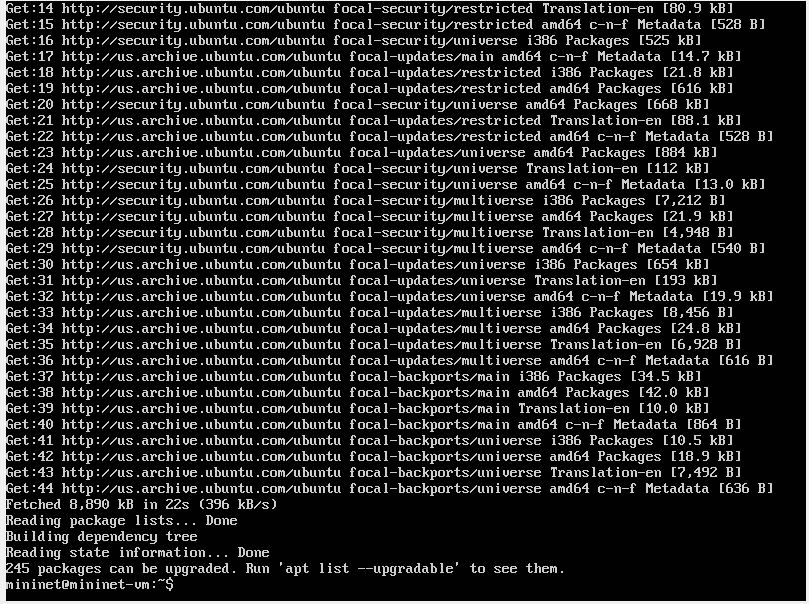 Get:14 http://security.ubuntu.com/ubuntu focal-security/restricted Translation-en [80.9 kB]
Get:15 http://security.ubuntu.com/ubuntu focal-security/restricted amd64 c-n-f Metadata [528 B]
Get:16 http://security.ubuntu.com/ubuntu focal-security/universe i386 Packages [525 kB]
Get:17 http://us.archive.ubuntu.com/ubuntu focal-updates/main amd64 c-n-f Metadata [14.7 kB]
Get:18 http://us.archive.ubuntu.com/ubuntu focal-updates/restricted i386 Packages [21.8 kB]
Get:19 http://us.archive.ubuntu.com/ubuntu focal-updates/restricted amd64 Packages [616 kB]
Get:20 http://security.ubuntu.com/ubuntu focal-security/universe amd64 Packages [668 kB]
Get:21 http://us.archive.ubuntu.com/ubuntu focal-updates/restricted Translation-en [88.1 kB]
Get:22 http://us.archive.ubuntu.com/ubuntu focal-updates/restricted amd64 c-n-f Metadata [528 B]
Get:23 http://us.archive.ubuntu.com/ubuntu focal-updates/universe amd64 Packages [884 kB]
Get:24 http://security.ubuntu.com/ubuntu focal-security/universe Translation-en [112 kB]
Get:25 http://security.ubuntu.com/ubuntu focal-security/universe amd64 c-n-f Metadata [13.0 kB]
Get:26 http://security.ubuntu.com/ubuntu focal-security/multiverse i386 Packages [7,212 B]
Get:27 http://security.ubuntu.com/ubuntu focal-security/multiverse amd64 Packages [21.9 kB]
Get:28 http://security.ubuntu.com/ubuntu focal-security/multiverse Translation-en [4,948 B]
Get:29 http://security.ubuntu.com/ubuntu focal-security/multiverse amd64 c-n-f Metadata [540 B]
Get:30 http://us.archive.ubuntu.com/ubuntu focal-updates/universe i386 Packages [654 kB]
Get:31 http://us.archive.ubuntu.com/ubuntu focal-updates/universe Translation-en [193 kB]
Get:32 http://us.archive.ubuntu.com/ubuntu focal-updates/universe amd64 c-n-f Metadata [19.9 kB]
Get:33 http://us.archive.ubuntu.com/ubuntu focal-updates/multiverse i386 Packages [8,456 B]
Get:34 http://us.archive.ubuntu.com/ubuntu focal-updates/multiverse amd64 Packages [24.8 kB]
Get:35 http://us.archive.ubuntu.com/ubuntu focal-updates/multiverse Translation-en [6,928 B]
Get:36 http://us.archive.ubuntu.com/ubuntu focal-updates/multiverse amd64 c-n-f Metadata [616 B]
Get:37 http://us.archive.ubuntu.com/ubuntu focal-backports/main i386 Packages [34.5 kB]
Get:38 http://us.archive.ubuntu.com/ubuntu focal-backports/main amd64 Packages [42.0 kB]
Get:39 http://us.archive.ubuntu.com/ubuntu focal-backports/main Translation-en [10.0 kB]
Get:40 http://us.archive.ubuntu.com/ubuntu focal-backports/main amd64 c-n-f Metadata [864 B]
Get:41 http://us.archive.ubuntu.com/ubuntu focal-backports/universe i386 Packages [10.5 kB]
Get:42 http://us.archive.ubuntu.com/ubuntu focal-backports/universe amd64 Packages [18.9 kB]
Get:43 http://us.archive.ubuntu.com/ubuntu focal-backports/universe Translation-en [7,492 B]
Get:44 http://us.archive.ubuntu.com/ubuntu focal-backports/universe amd64 c-n-f Metadata [636 B]
Fetched 8,890 kB in 22s (396 kB/s)
Reading package lists... Done
Building dependency tree
Reading state information... Done
245 packages can be upgraded. Run 'apt list --upgradable' to see them.
mininet@mininet-vm:~$